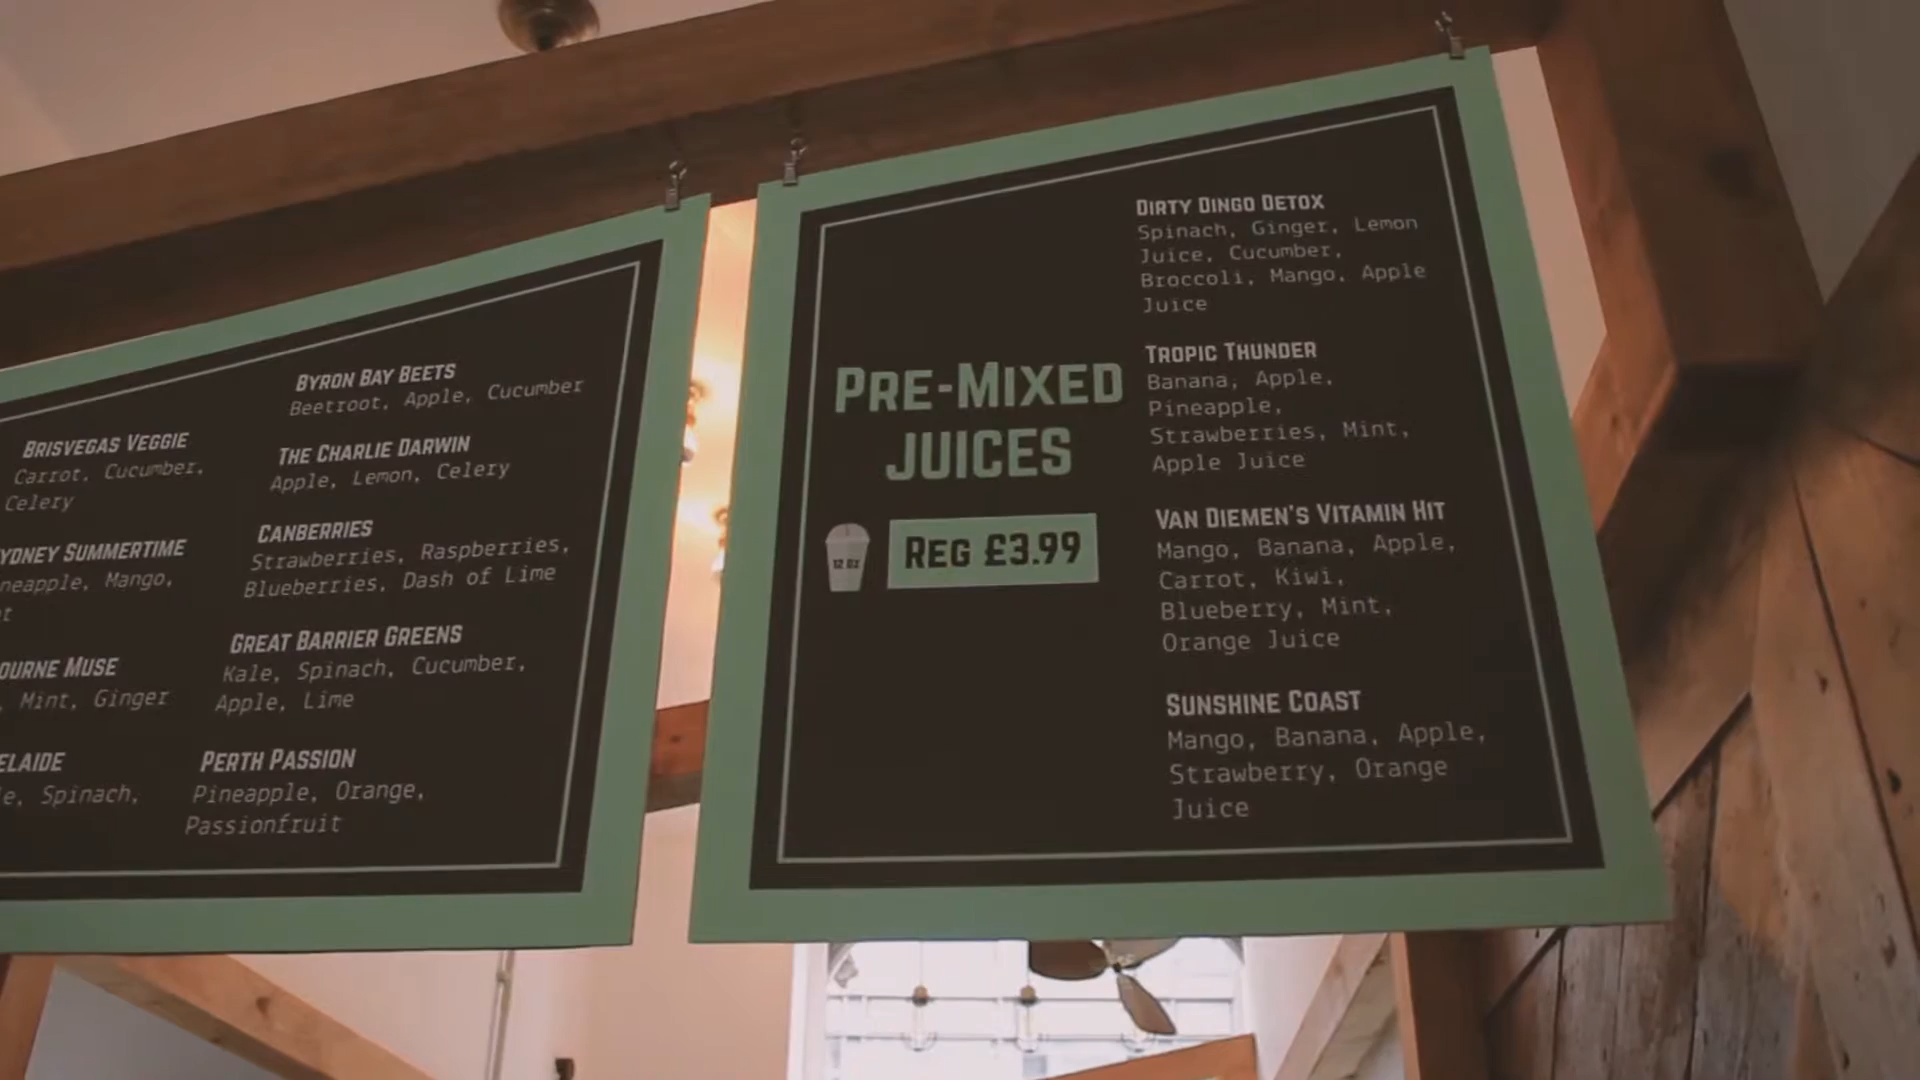 BRISVEGAS VEGGIE
Carrot, Cucumber,
Celery
SUMMERTIME
Mango,
MUSE
Mint, Ginger
Spinach,
BYRON BAY BEETS
Beetroot, Apple, Cucumber
THE CHARLIE DARWIN
Apple, Lemon, Celery
CANBERRIES
Strawberries, Raspberries,
Blueberries, Dash of Lime
GREAT BARRIER GREENS
Kale, Spinach, Cucumber,
Apple, Lime
PERTH PASSION
Pineapple, Orange,
Passionfruit
PRE-MIXED
JUICES
12 OZ
REG £3.99
DIRTY DINGO DETOX
Spinach, Ginger, Lemon
Juice, Cucumber,
Broccoli, Mango, Apple
Juice
TROPIC THUNDER
Banana, Apple,
Pineapple,
Strawberries, Mint,
Apple Juice
VAN DIEMEN'S VITAMIN HIT
Mango, Banana, Apple,
Carrot, Kiwi,
Blueberry, Mint,
Orange Juice
SUNSHINE COAST
Mango, Banana, Apple,
Strawberry, Orange
Juice